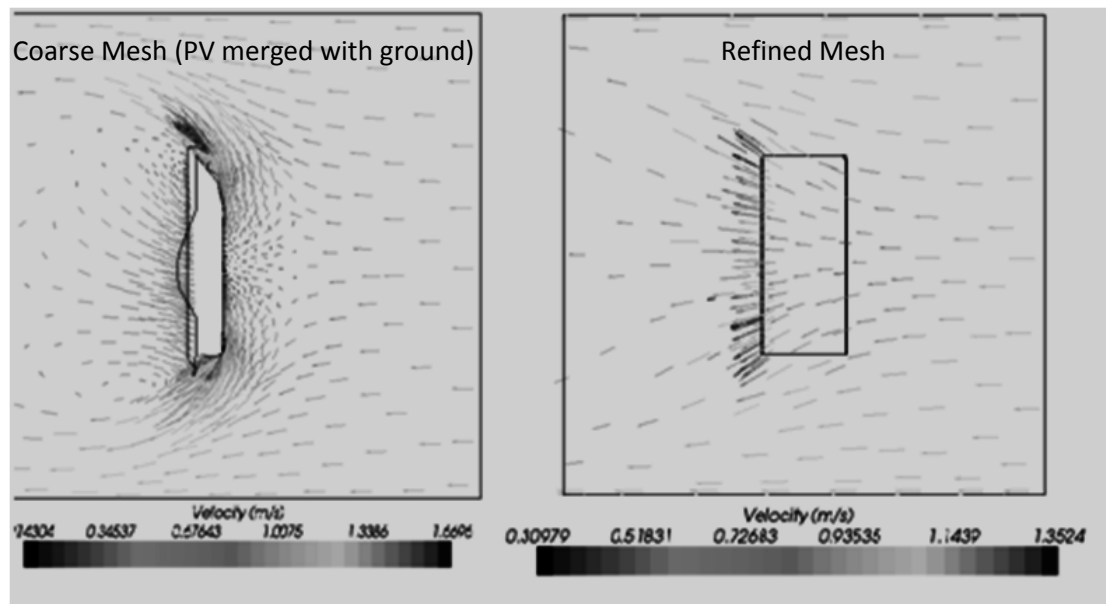 Coarse Mesh (PV merged with ground)
Refined Mesh
Velocity (m/s)
0.34537 0.67643 1.0075 1.3386 1.6696
Velocity (m/s)
0.30979 0.51831 0.72683 0.93535 1.1439 1.3524